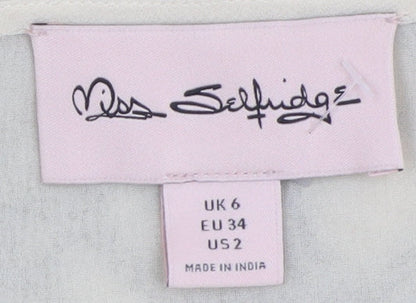 Miss Selfridge
UK 6
EU 34
US 2
MADE IN INDIA